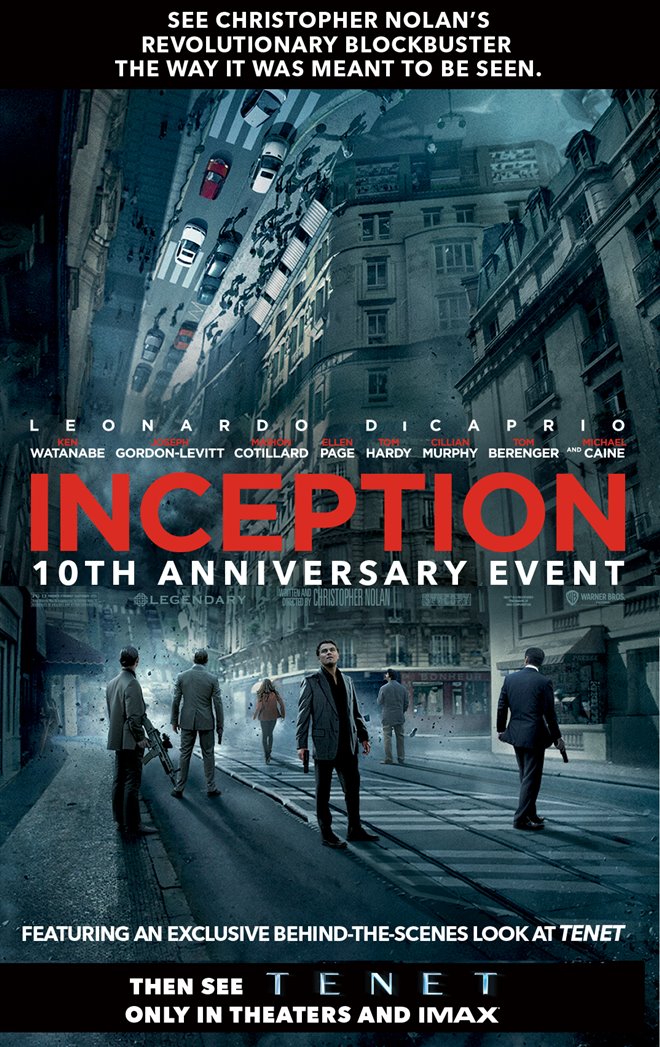 SEE CHRISTOPHER NOLAN'S
REVOLUTIONARY BLOCKBUSTER
THE WAY IT WAS MEANT TO BE SEEN.
LEONARDO DiCAPRIO
KEN WATANABE JOSEPH GORDON-LEVITT MARION COTILLARD ELLEN PAGE TOM HARDY CILLIAN MURPHY TOM BERENGER AND MICHAEL CAINE
INCEPTION
10TH ANNIVERSARY EVENT
LEGENDARY WRITTEN AND DIRECTED BY CHRISTOPHER NOLAN SYNCOPY WARNER BROS.
BONHEUR
PRESSE
FEATURING AN EXCLUSIVE BEHIND-THE-SCENES LOOK AT TENET
THEN SEE TENET
ONLY IN THEATERS AND IMAX